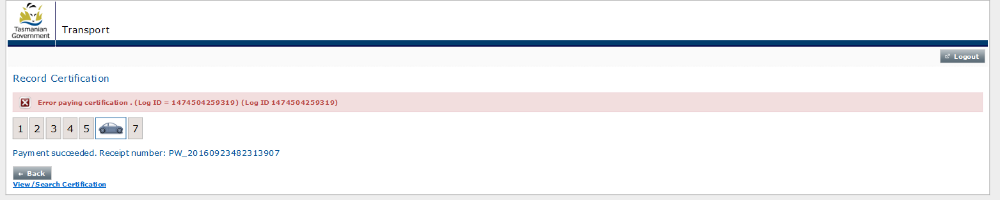 Tasmanian
Government
Transport
Logout
Record Certification
Error paying certification . (Log ID = 1474504259319) (Log ID 1474504259319)
1 2 3 4 5 7
Payment succeeded. Receipt number: PW_20160923482313907
← Back
View/Search Certification